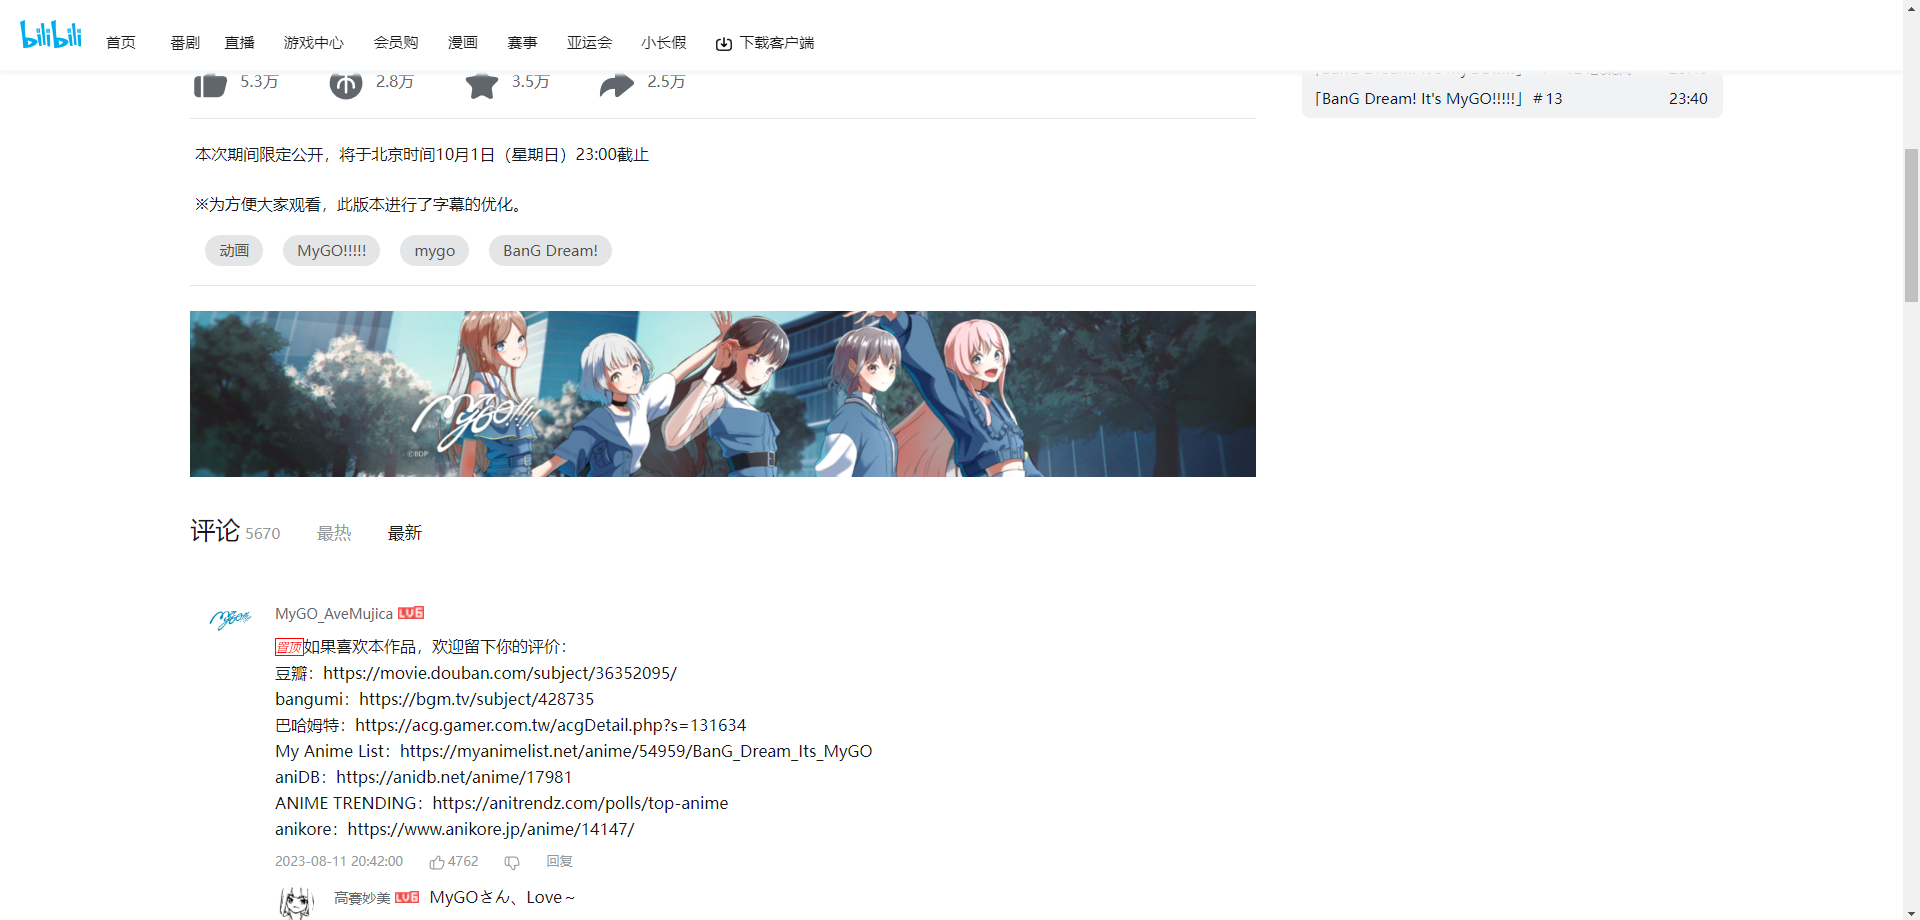 bilibili
首页 番剧 直播 游戏中心 会员购 漫画 赛事 亚运会 小长假 下载客户端
5.3万 2.8万 3.5万 2.5万
「BanG Dream! It's MyGO!!!!!」＃13 23:40
本次期间限定公开，将于北京时间10月1日（星期日）23:00截止
※为方便大家观看，此版本进行了字幕的优化。
动画 MyGO!!!!! mygo BanG Dream!
MyGO!!!!!
©BDP
评论 5670 最热 最新
MyGO!!!!!
MyGO_AveMujica LV6
置顶如果喜欢本作品，欢迎留下你的评价：
豆瓣：https://movie.douban.com/subject/36352095/
bangumi：https://bgm.tv/subject/428735
巴哈姆特：https://acg.gamer.com.tw/acgDetail.php?s=131634
My Anime List：https://myanimelist.net/anime/54959/BanG_Dream_Its_MyGO
aniDB：https://anidb.net/anime/17981
ANIME TRENDING：https://anitrendz.com/polls/top-anime
anikore：https://www.anikore.jp/anime/14147/
2023-08-11 20:42:00 4762 回复
高赛妙美 LV6 MyGOさん、Love～